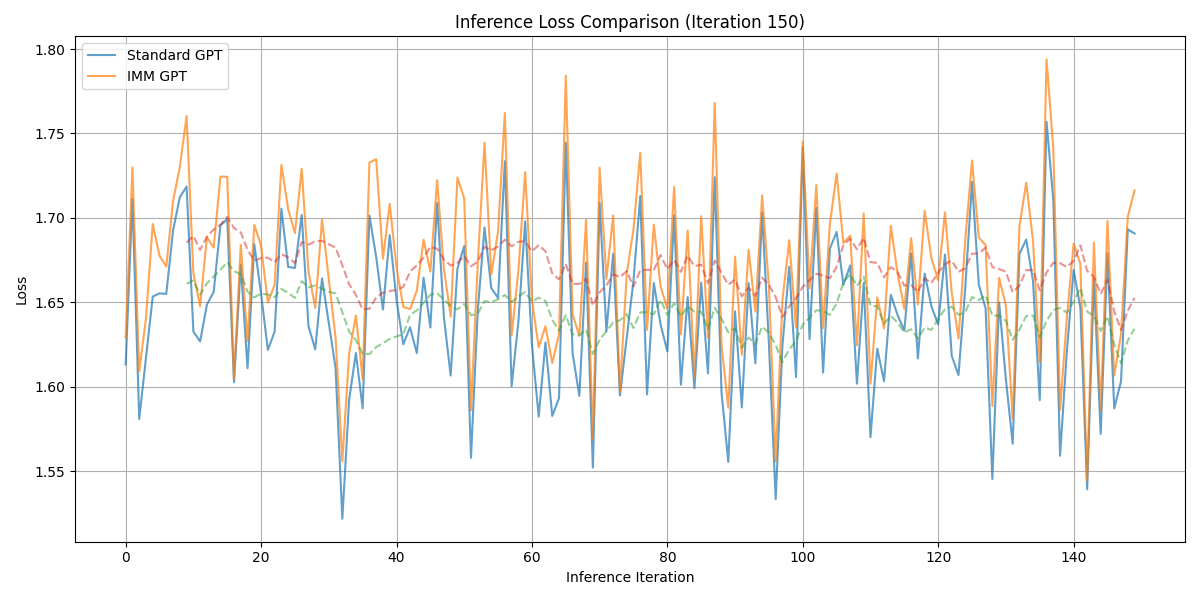 Inference Loss Comparison (Iteration 150)
Standard GPT
IMM GPT
Loss
1.80
1.75
1.70
1.65
1.60
1.55
0 20 40 60 80 100 120 140
Inference Iteration